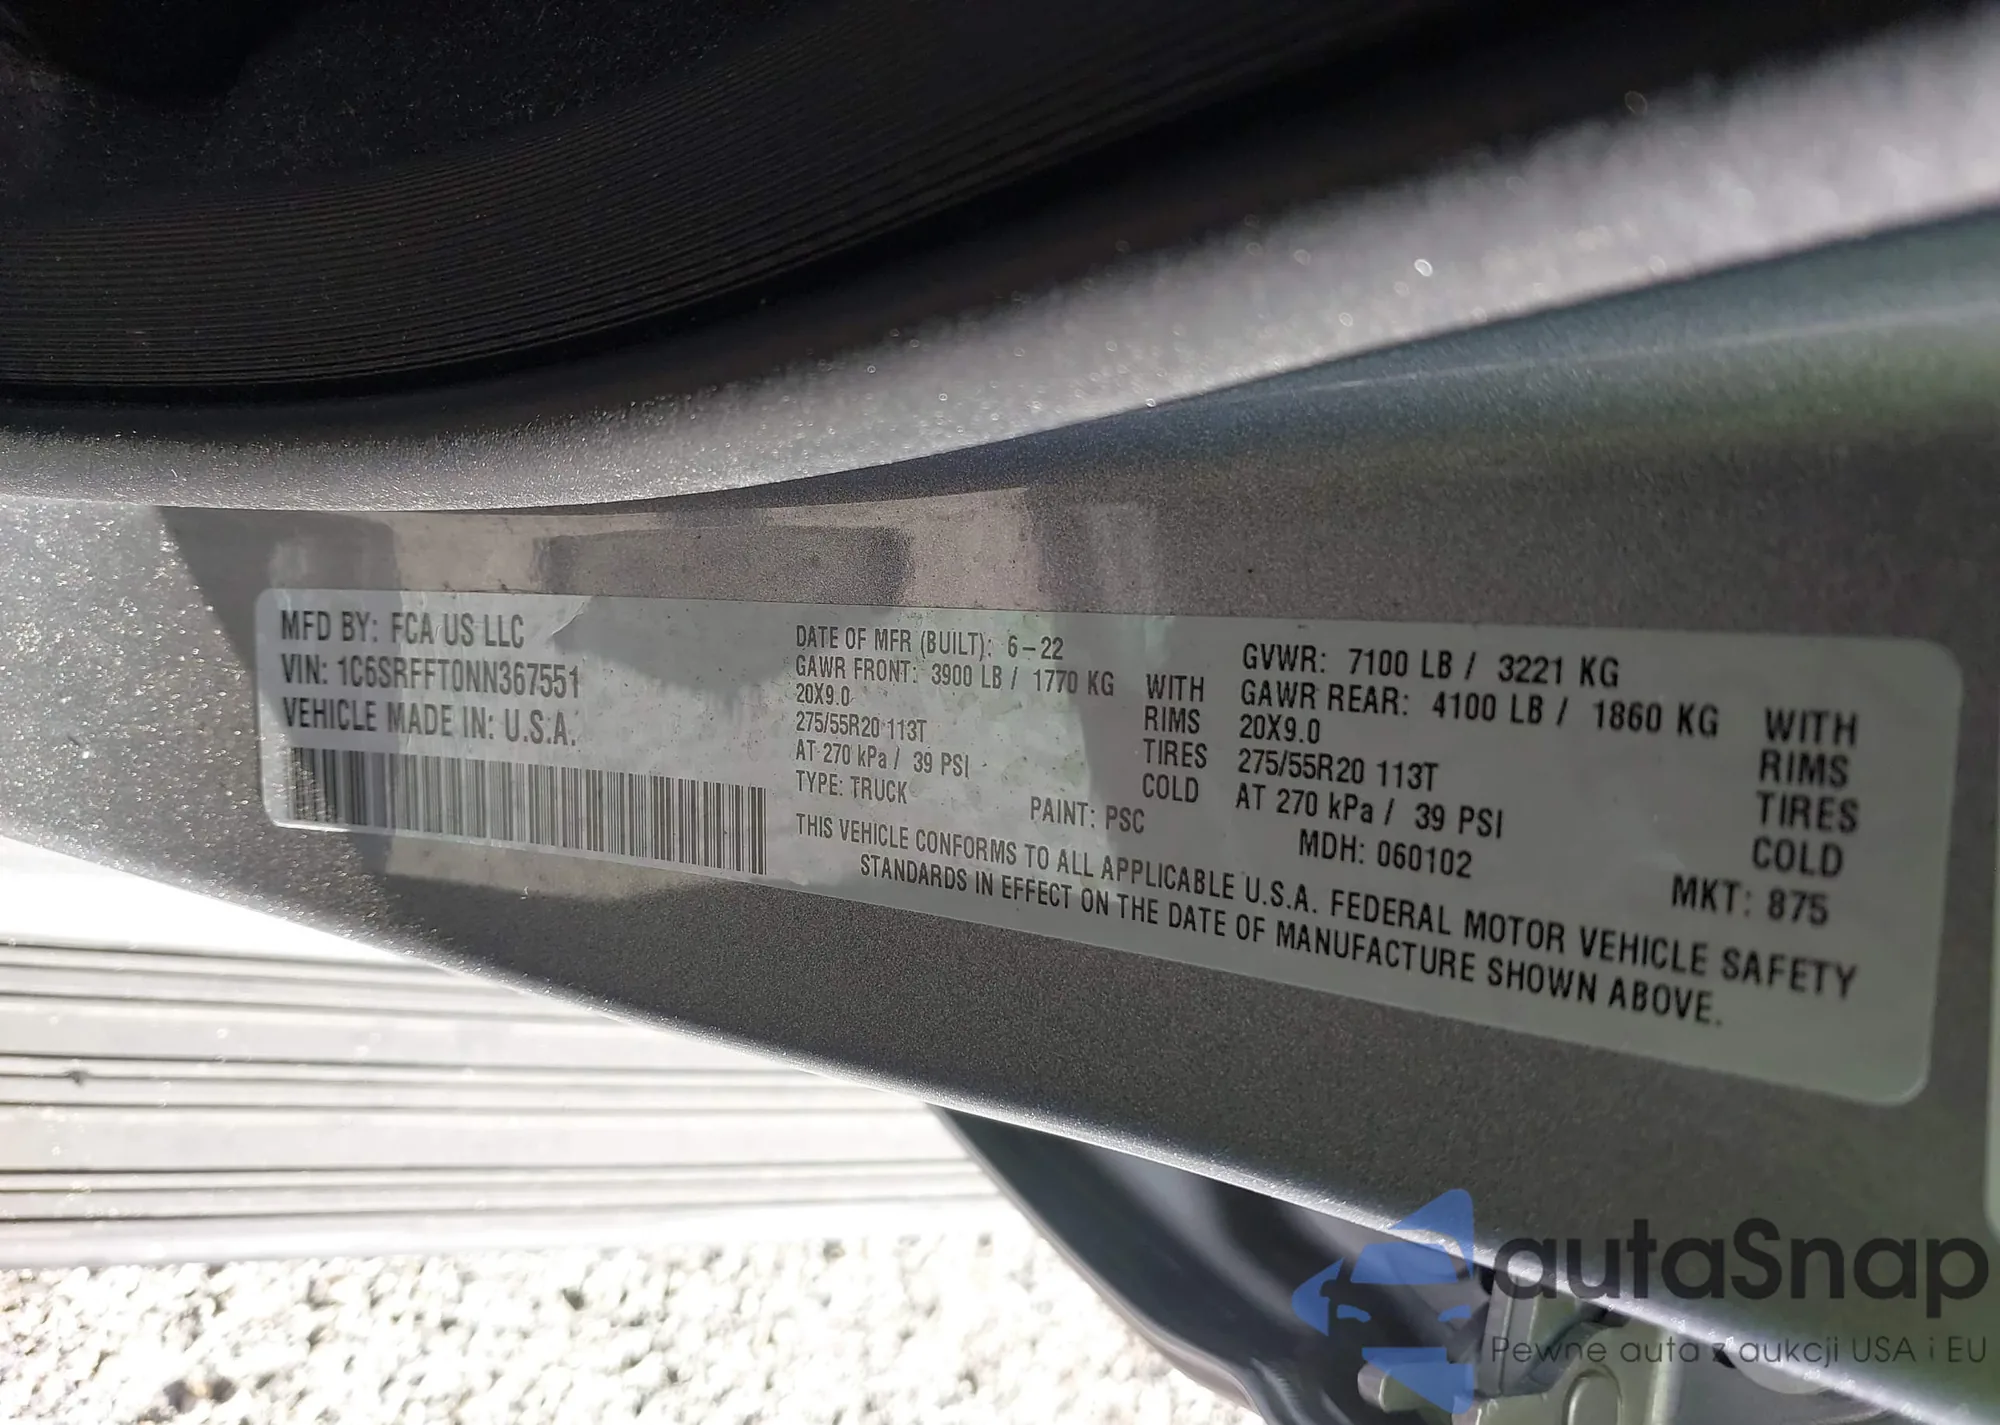 MFD BY: FCA US LLC
VIN: 1C6SRFFT0NN367551
VEHICLE MADE IN: U.S.A.
DATE OF MFR (BUILT): 6-22
GAWR FRONT: 3900 LB / 1770 KG WITH
20X9.0 RIMS
275/55R20 113T TIRES
AT 270 kPa / 39 PSI COLD
TYPE: TRUCK PAINT: PSC
GVWR: 7100 LB / 3221 KG
GAWR REAR: 4100 LB / 1860 KG WITH
20X9.0 RIMS
275/55R20 113T TIRES
AT 270 kPa / 39 PSI COLD
MDH: 060102 MKT: 875
THIS VEHICLE CONFORMS TO ALL APPLICABLE U.S.A. FEDERAL MOTOR VEHICLE SAFETY
STANDARDS IN EFFECT ON THE DATE OF MANUFACTURE SHOWN ABOVE.
autaSnap
Pewne auta z aukcji USA i EU